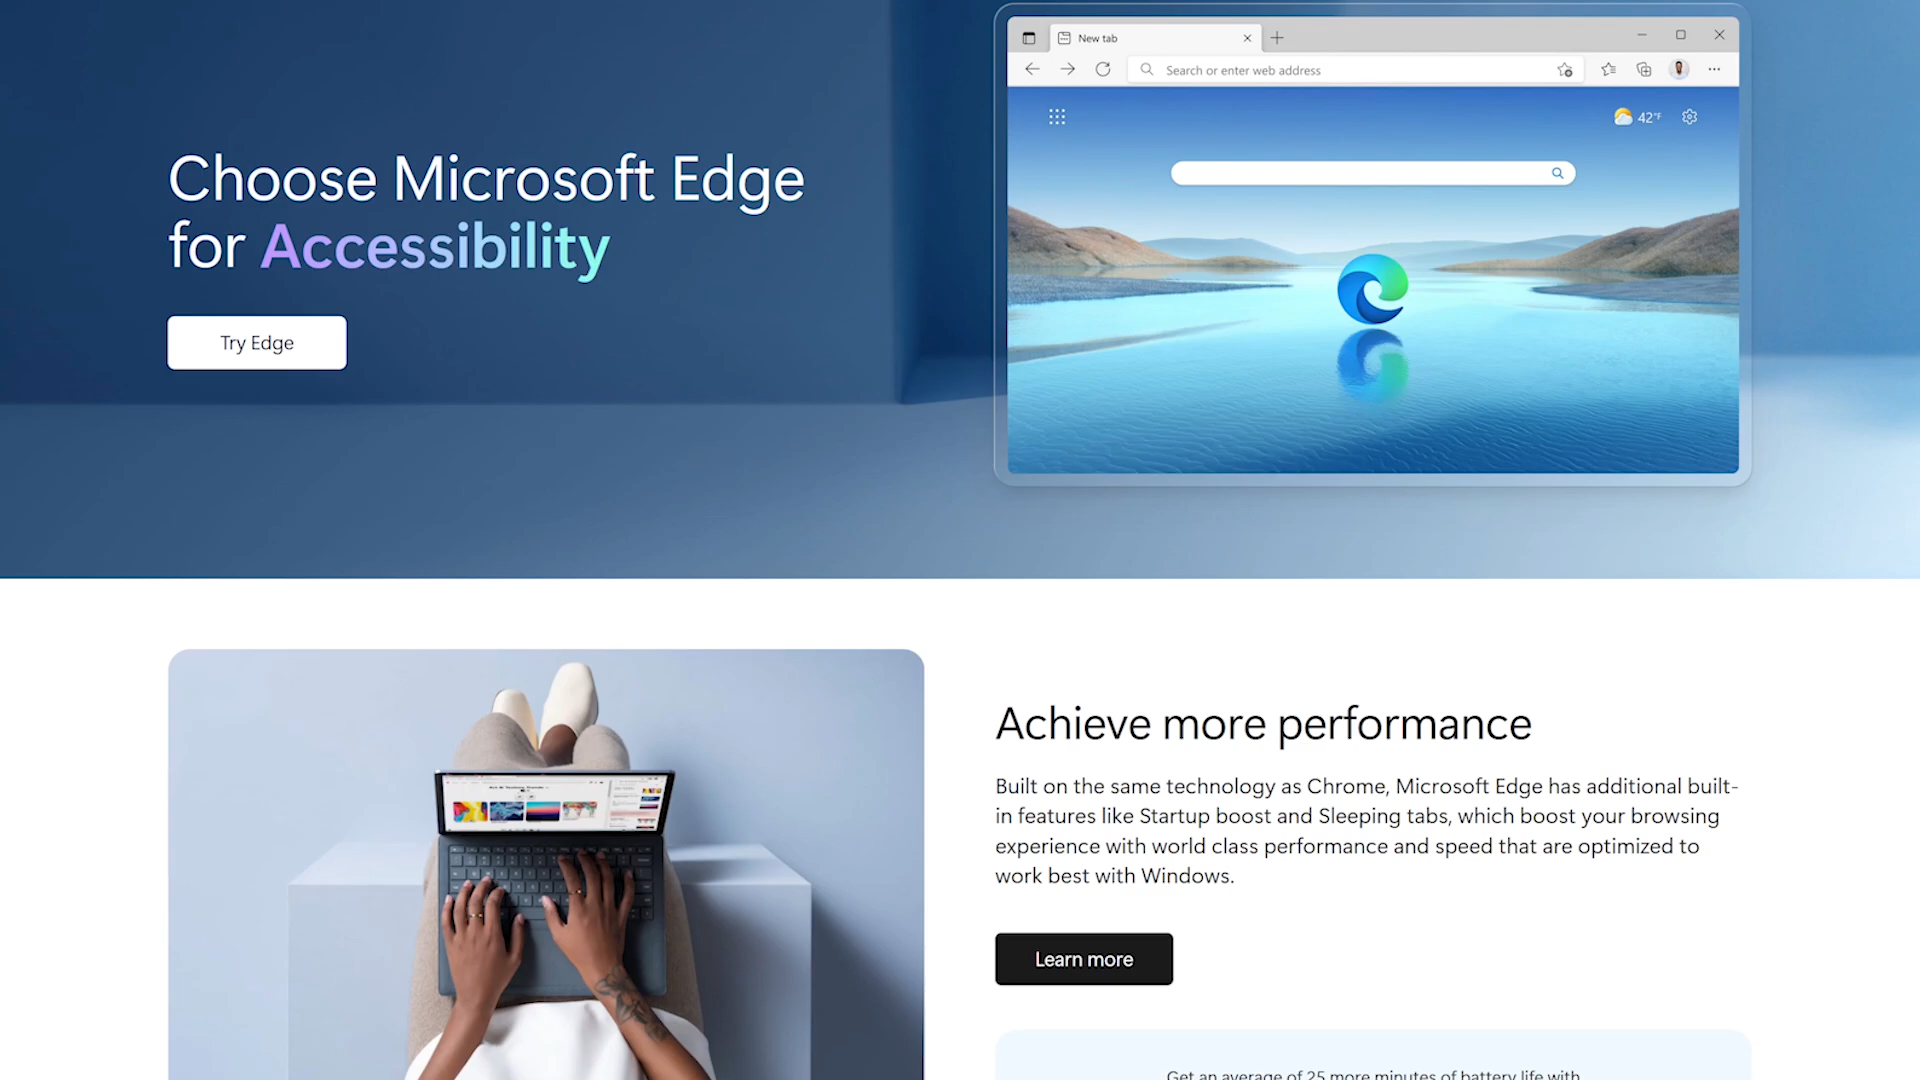 New tab
Search or enter web address
42°F
Choose Microsoft Edge
for Accessibility
Try Edge
Achieve more performance
Built on the same technology as Chrome, Microsoft Edge has additional built-
in features like Startup boost and Sleeping tabs, which boost your browsing
experience with world class performance and speed that are optimized to
work best with Windows.
Learn more
Get an average of 25 more minutes of battery life with